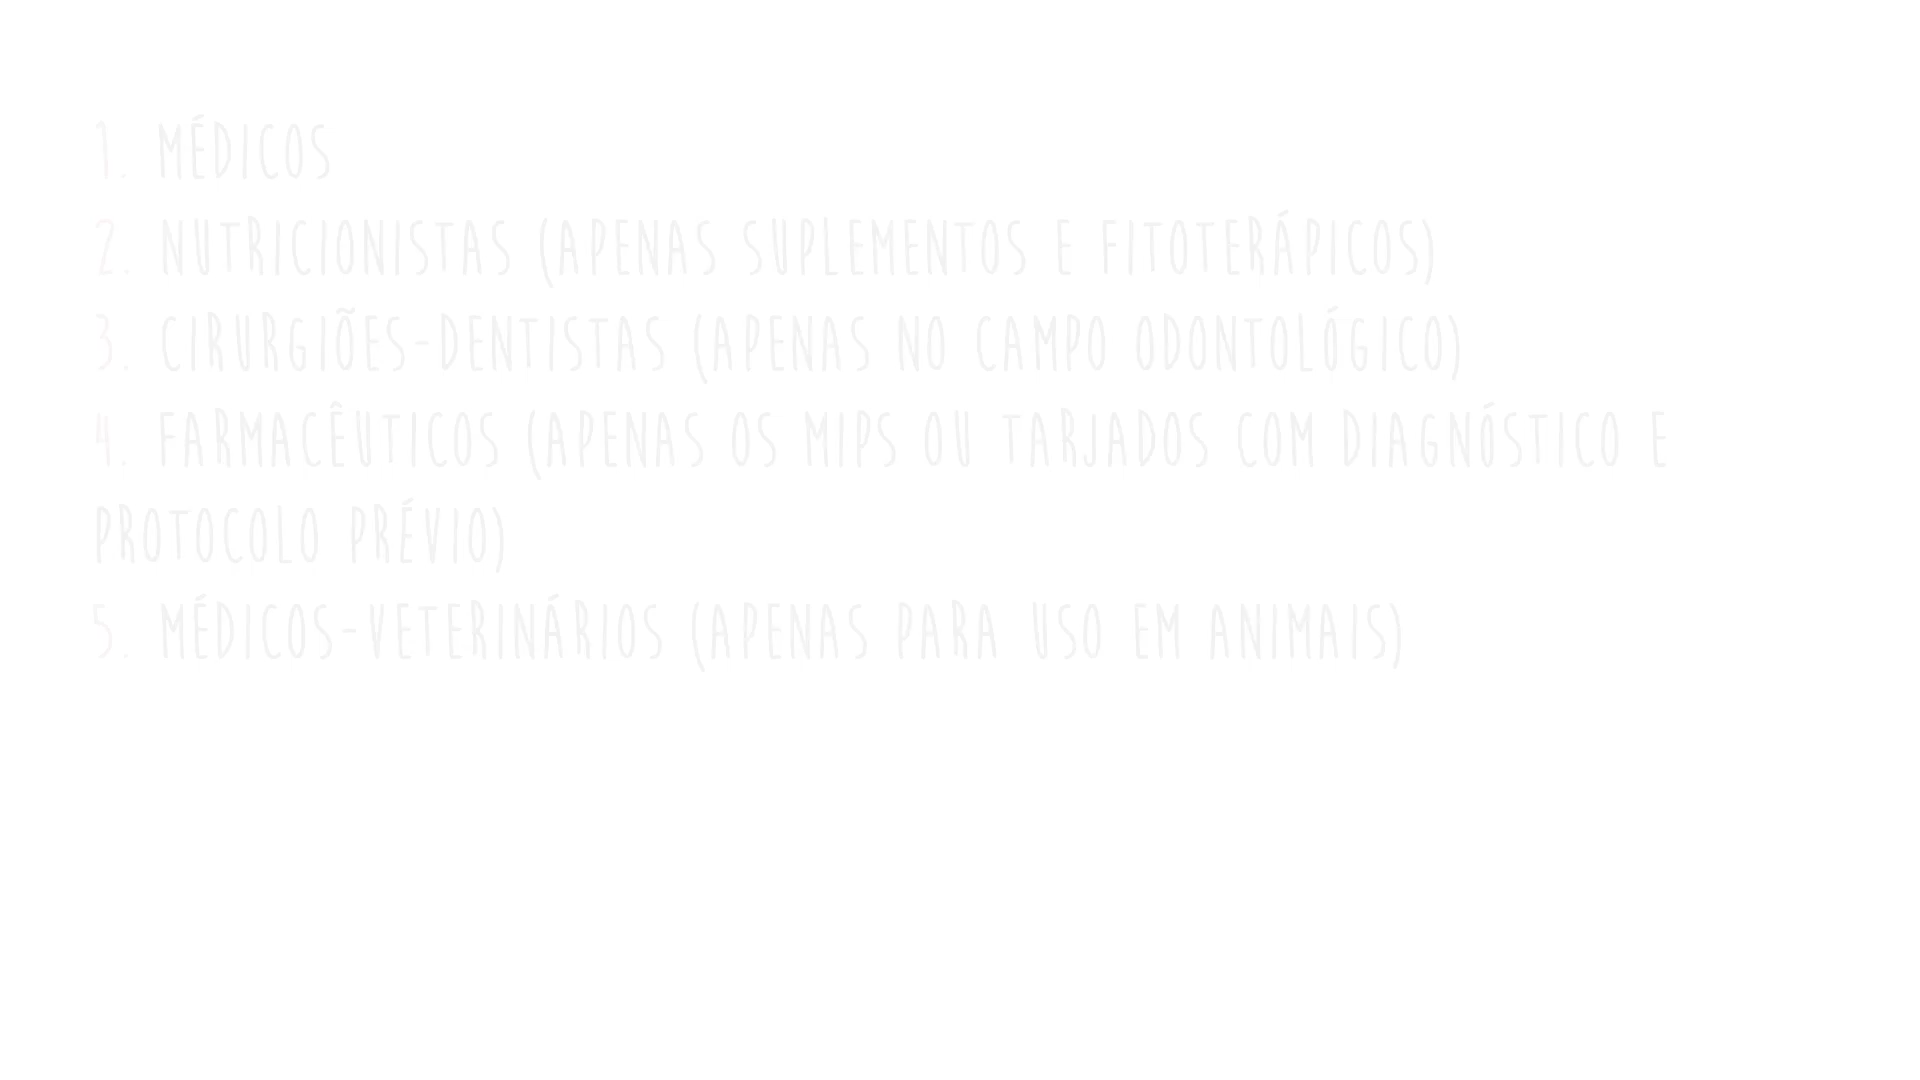 1. MÉDICOS
2. NUTRICIONISTAS (APENAS SUPLEMENTOS E FITOTERÁPICOS)
3. CIRURGIÕES-DENTISTAS (APENAS NO CAMPO ODONTOLÓGICO)
4. FARMACÊUTICOS (APENAS OS MIPS OU TARJADOS COM DIAGNÓSTICO E
PROTOCOLO PRÉVIO)
5. MÉDICOS-VETERINÁRIOS (APENAS PARA USO EM ANIMAIS)